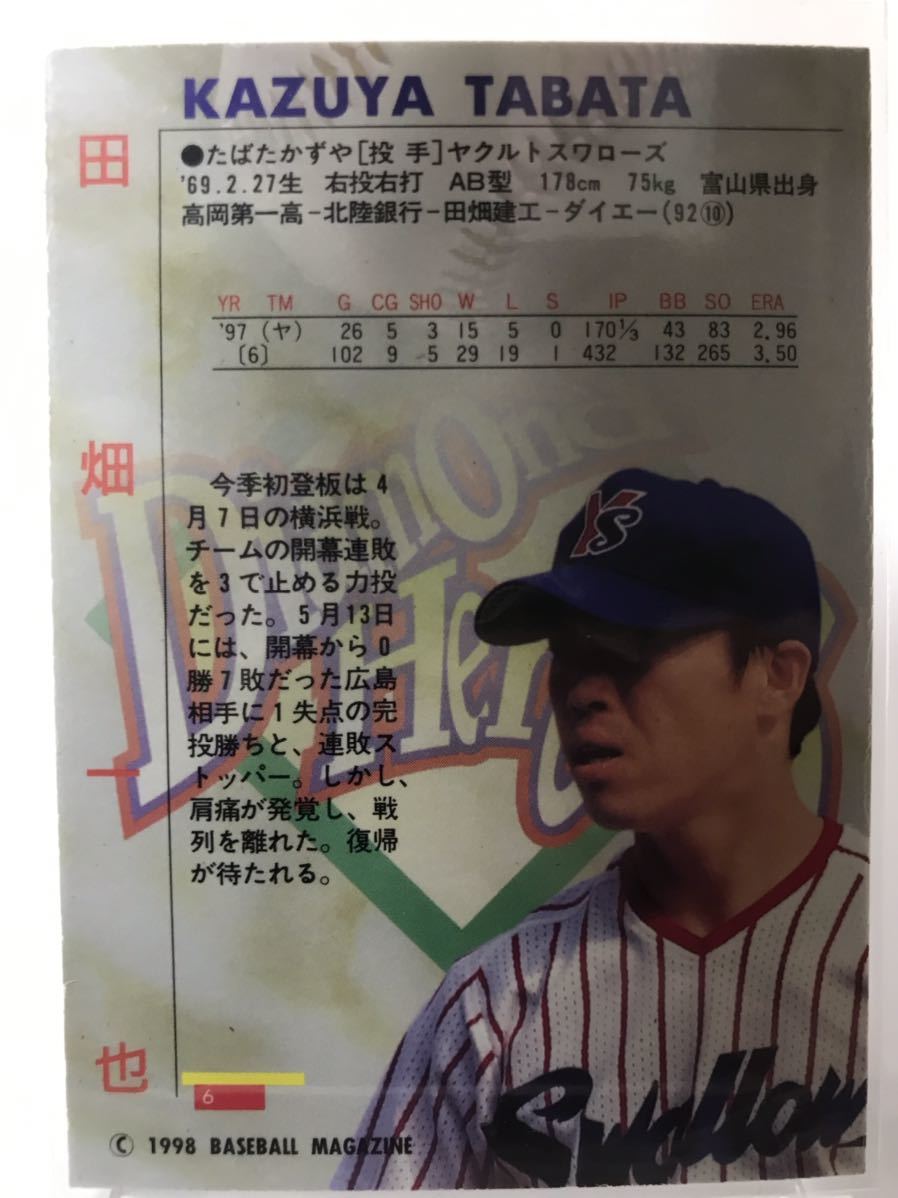 KAZUYA TABATA
田畑一也
●たばたかずや[投 手]ヤクルトスワローズ
'69.2.27生 右投右打 AB型 178cm 75kg 富山県出身
高岡第一高-北陸銀行-田畑建工-ダイエー(92⑩)
YR TM G CG SHO W L S IP BB SO ERA
'97 (ヤ) 26 5 3 15 5 0 170⅓ 43 83 2.96
〔6〕 102 9 5 29 19 1 432 132 265 3.50
今季初登板は4
月7日の横浜戦。
チームの開幕連敗
を3で止める力投
だった。5月13日
には、開幕から0
勝7敗だった広島
相手に1失点の完
投勝ちと、連敗ス
トッパー。しかし、
肩痛が発覚し、戦
列を離れた。復帰
が待たれる。
Diamond
Heroes
YS
Swallows
6
© 1998 BASEBALL MAGAZINE